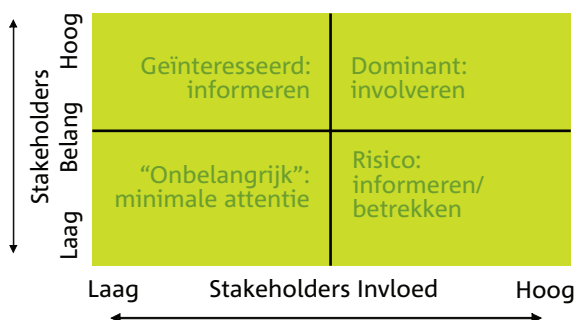 Stakeholders
Belang
Hoog
Laag
Geïnteresseerd:
informeren
Dominant:
involveren
“Onbelangrijk”:
minimale attentie
Risico:
informeren/
betrekken
Laag
Stakeholders Invloed
Hoog